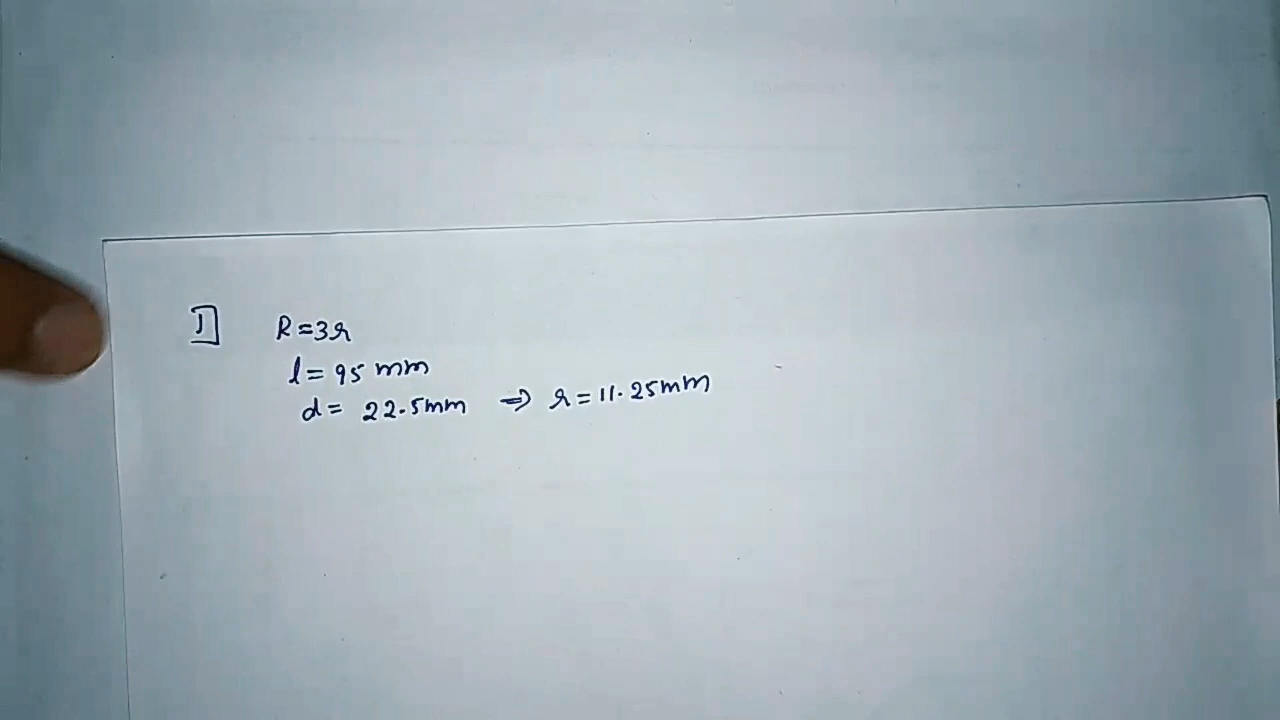 1] R=3r
l= 95 mm
d= 22.5mm ⇒ r=11.25mm